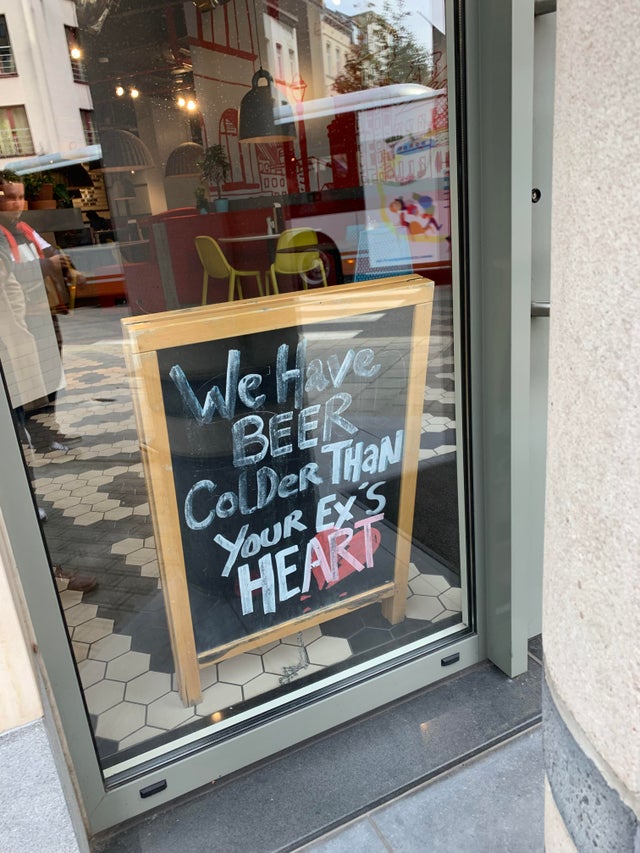 We Have
BEER
COLDER THaN
YOUR EX'S
HEART